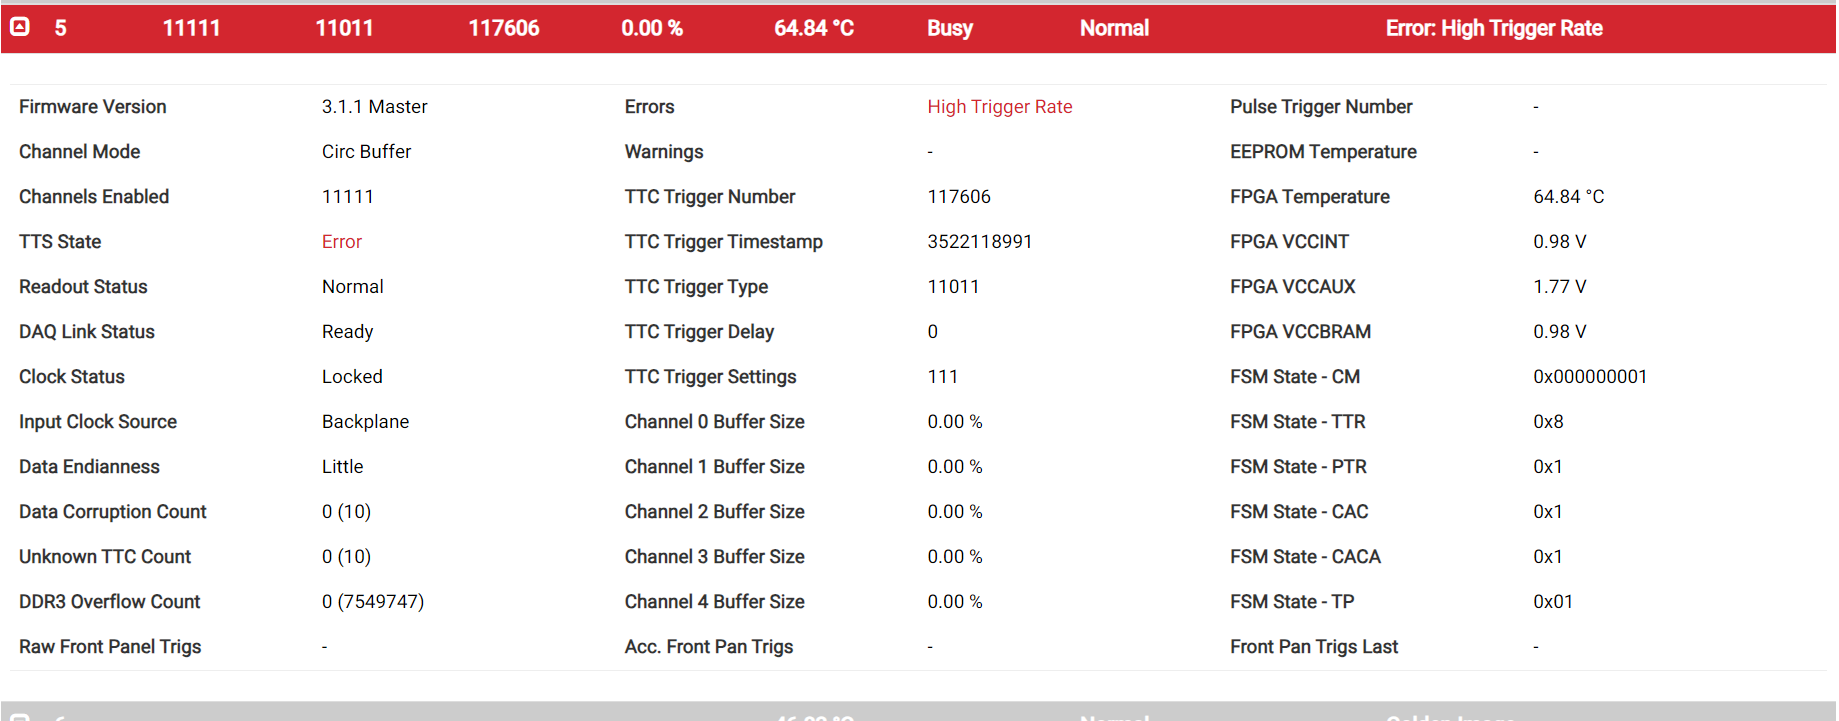 5 11111 11011 117606 0.00 % 64.84 °C Busy Normal Error: High Trigger Rate
Firmware Version 3.1.1 Master Errors High Trigger Rate Pulse Trigger Number -
Channel Mode Circ Buffer Warnings - EEPROM Temperature -
Channels Enabled 11111 TTC Trigger Number 117606 FPGA Temperature 64.84 °C
TTS State Error TTC Trigger Timestamp 3522118991 FPGA VCCINT 0.98 V
Readout Status Normal TTC Trigger Type 11011 FPGA VCCAUX 1.77 V
DAQ Link Status Ready TTC Trigger Delay 0 FPGA VCCBRAM 0.98 V
Clock Status Locked TTC Trigger Settings 111 FSM State - CM 0x000000001
Input Clock Source Backplane Channel 0 Buffer Size 0.00 % FSM State - TTR 0x8
Data Endianness Little Channel 1 Buffer Size 0.00 % FSM State - PTR 0x1
Data Corruption Count 0 (10) Channel 2 Buffer Size 0.00 % FSM State - CAC 0x1
Unknown TTC Count 0 (10) Channel 3 Buffer Size 0.00 % FSM State - CACA 0x1
DDR3 Overflow Count 0 (7549747) Channel 4 Buffer Size 0.00 % FSM State - TP 0x01
Raw Front Panel Trigs - Acc. Front Pan Trigs - Front Pan Trigs Last -
Normal Golden Image